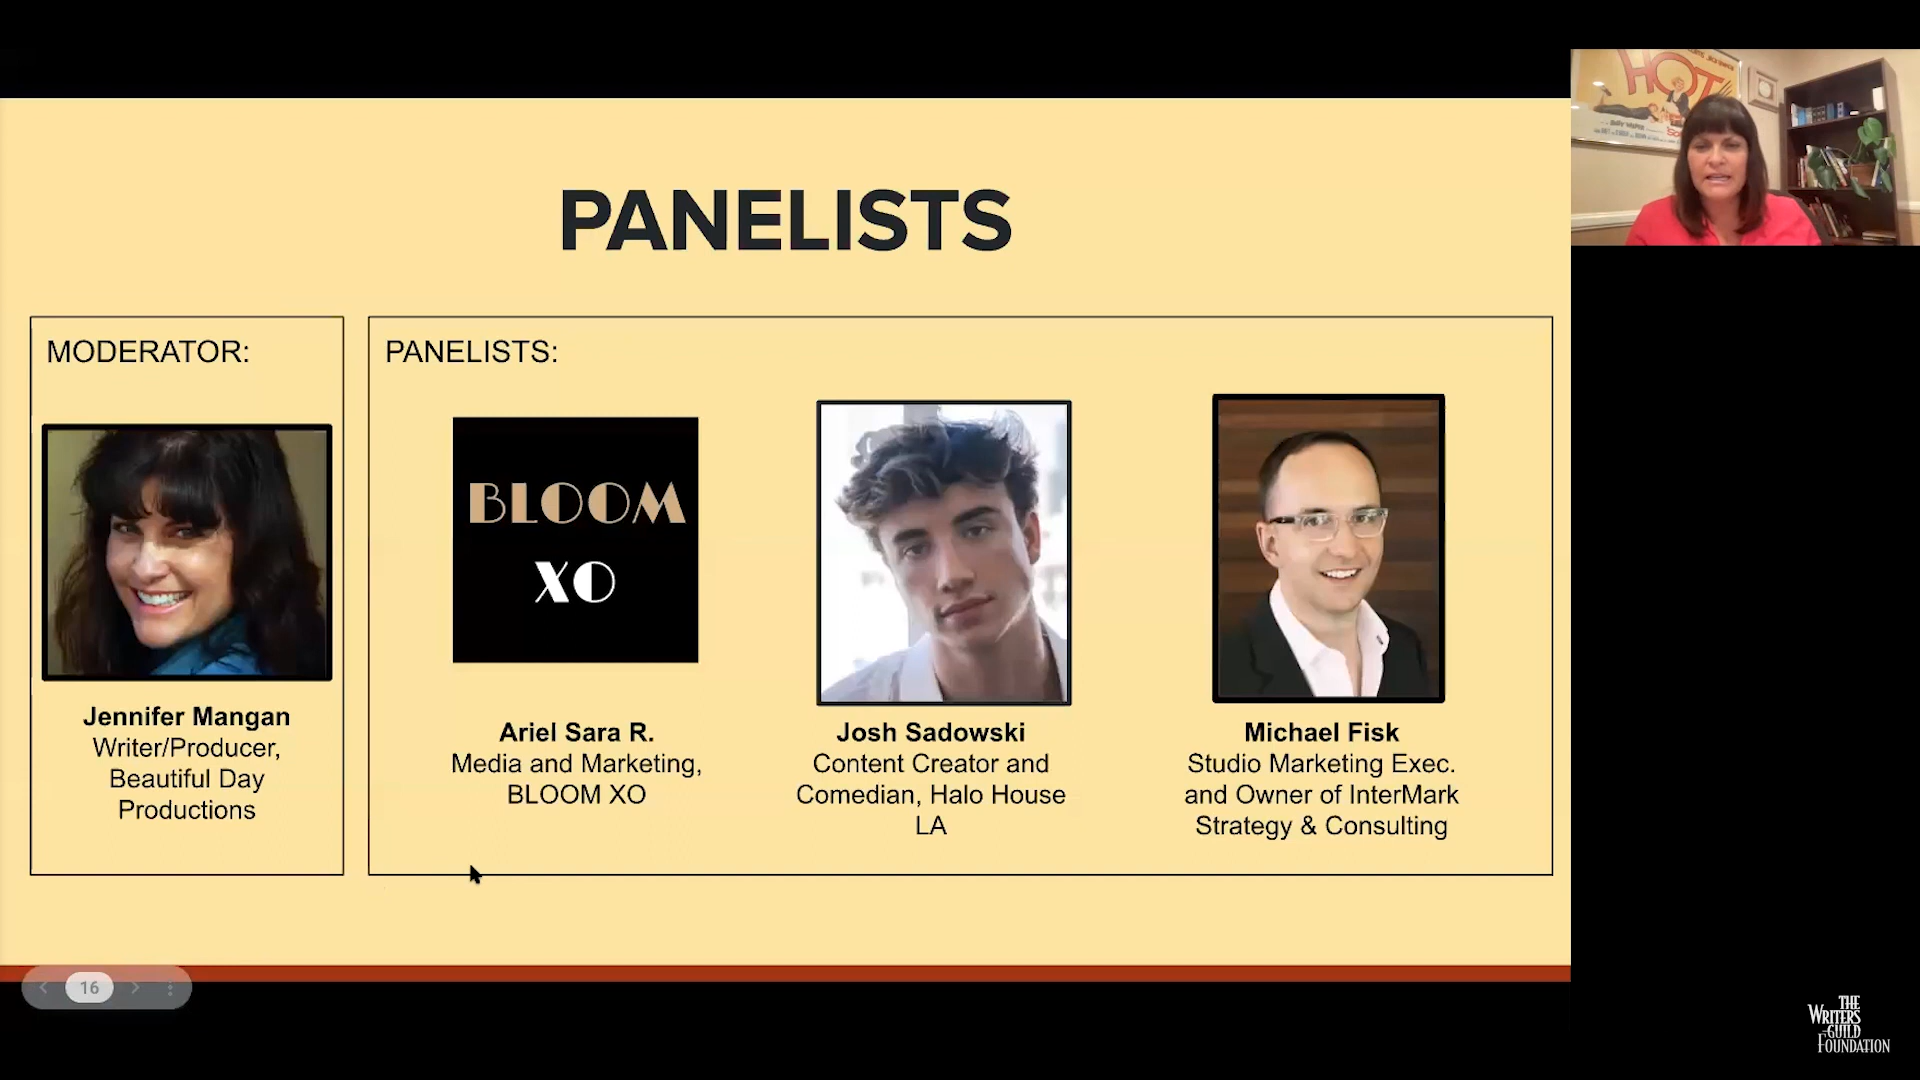 PANELISTS
MODERATOR:
Jennifer Mangan
Writer/Producer,
Beautiful Day
Productions
PANELISTS:
BLOOM
XO
Ariel Sara R.
Media and Marketing,
BLOOM XO
Josh Sadowski
Content Creator and
Comedian, Halo House
LA
Michael Fisk
Studio Marketing Exec.
and Owner of InterMark
Strategy & Consulting
HOT
16
THE
WRITERS
GUILD
FOUNDATION